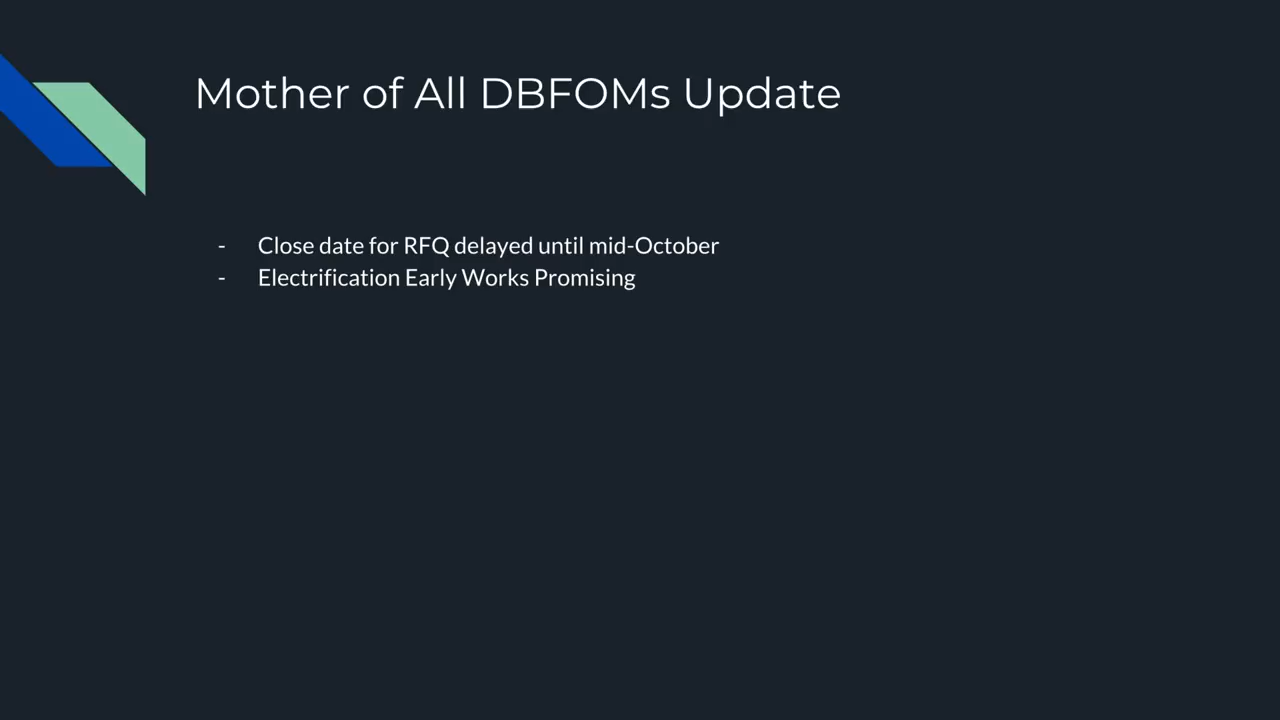 Mother of All DBFOMs Update
- Close date for RFQ delayed until mid-October
- Electrification Early Works Promising